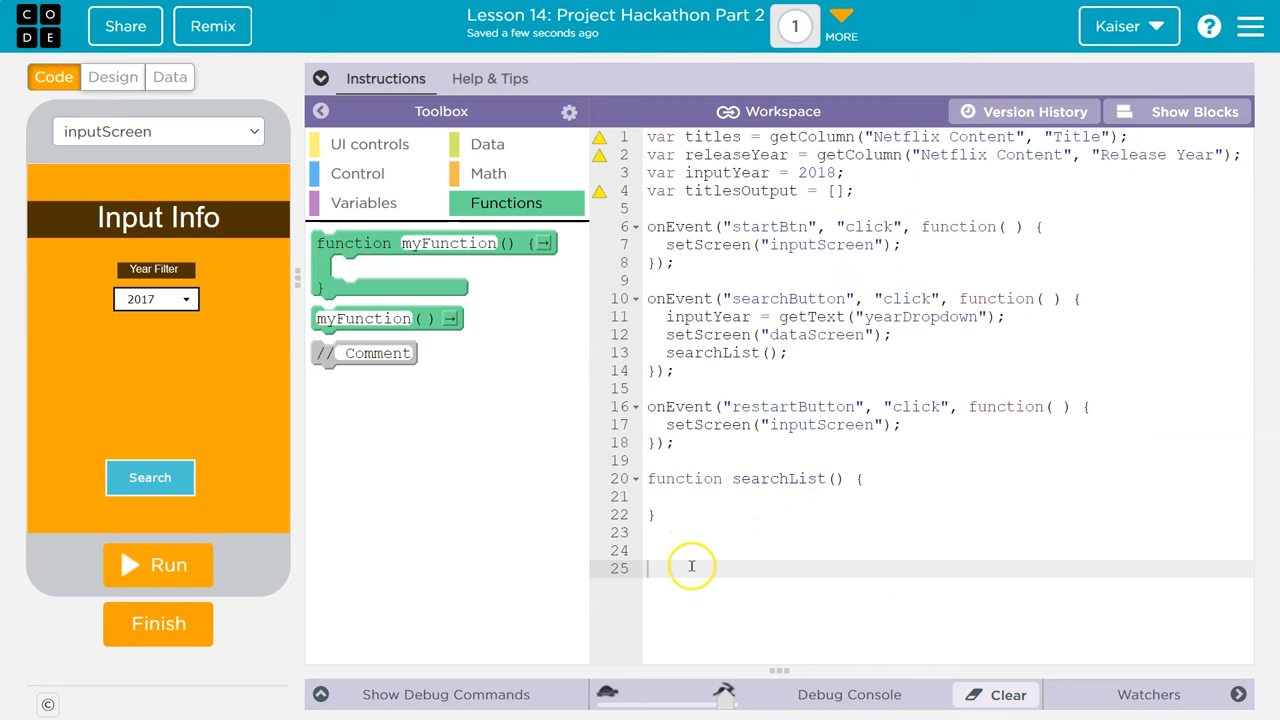 CODE
Share
Remix
Lesson 14: Project Hackathon Part 2
Saved a few seconds ago
1
MORE
Kaiser
?
Code
Design
Data
Instructions
Help & Tips
Toolbox
Workspace
Version History
Show Blocks
inputScreen
Input Info
Year Filter
2017
Search
Run
Finish
©
UI controls
Data
Control
Math
Variables
Functions
function myFunction() {
}
myFunction()
// Comment
1 var titles = getColumn("Netflix Content", "Title");
2 var releaseYear = getColumn("Netflix Content", "Release Year");
3 var inputYear = 2018;
4 var titlesOutput = [];
5
6 onEvent("startBtn", "click", function( ) {
7 setScreen("inputScreen");
8 });
9
10 onEvent("searchButton", "click", function( ) {
11 inputYear = getText("yearDropdown");
12 setScreen("dataScreen");
13 searchList();
14 });
15
16 onEvent("restartButton", "click", function( ) {
17 setScreen("inputScreen");
18 });
19
20 function searchList() {
21
22 }
23
24
25
Show Debug Commands
Debug Console
Clear
Watchers